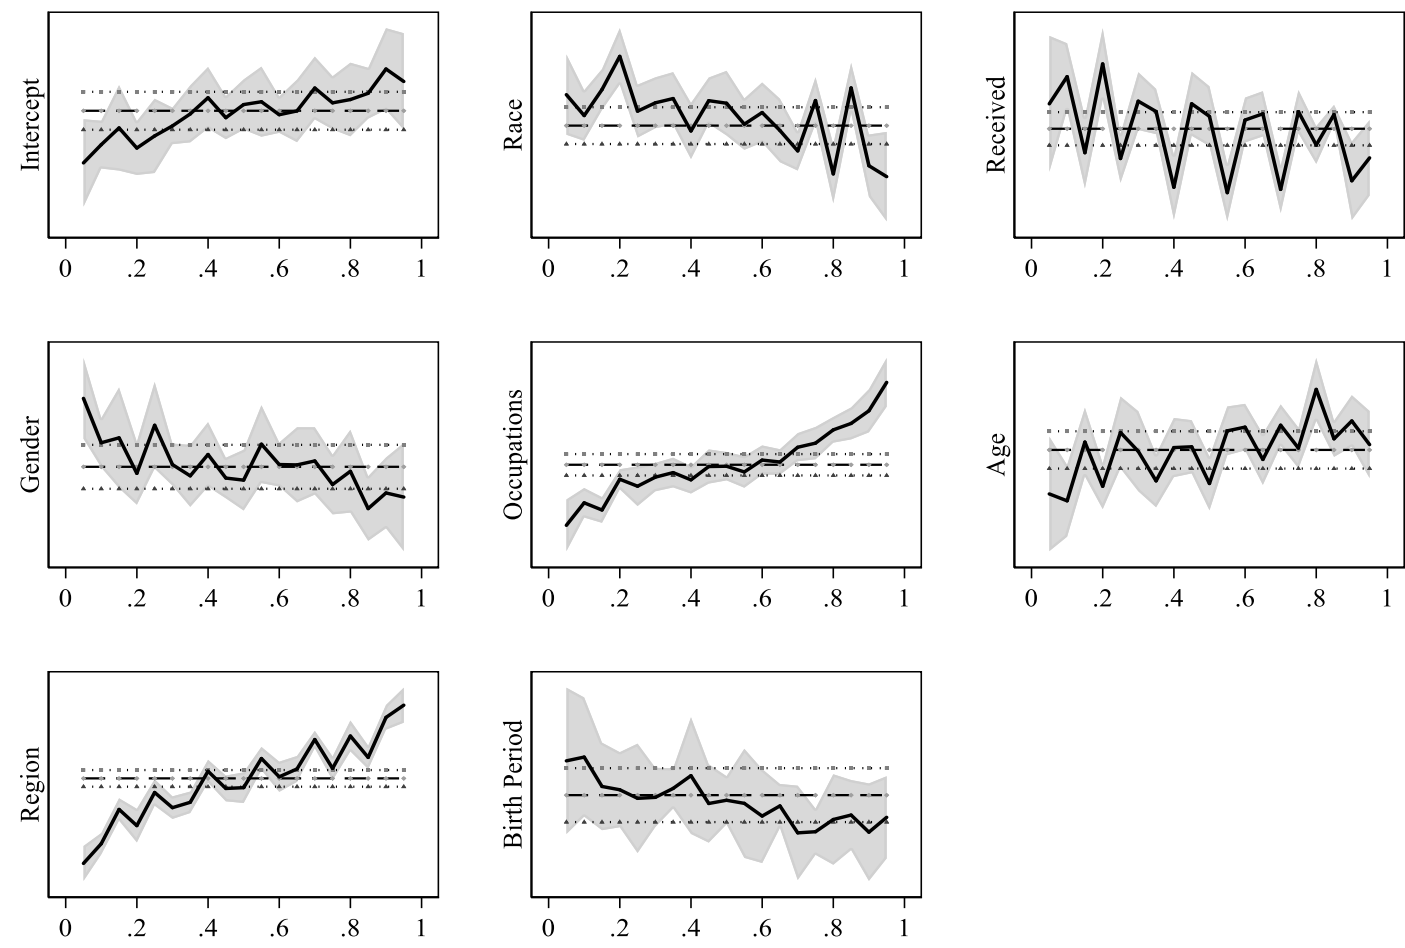 Intercept
0 .2 .4 .6 .8 1
Race
0 .2 .4 .6 .8 1
Received
0 .2 .4 .6 .8 1
Gender
0 .2 .4 .6 .8 1
Occupations
0 .2 .4 .6 .8 1
Age
0 .2 .4 .6 .8 1
Region
0 .2 .4 .6 .8 1
Birth Period
0 .2 .4 .6 .8 1